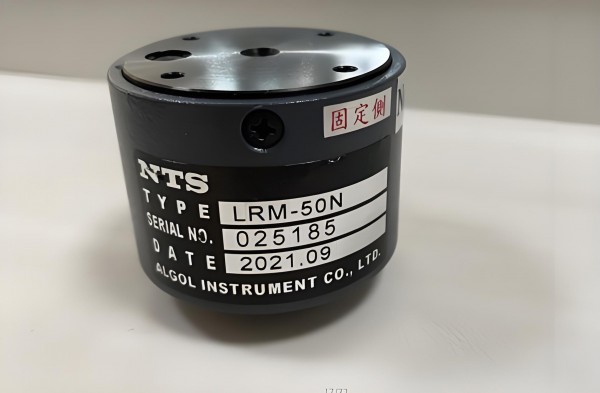 固定側
N
NTS
TYPE LRM-50N
SERIAL NO. 025185
DATE 2021.09
ALGOL INSTRUMENT CO., LTD.